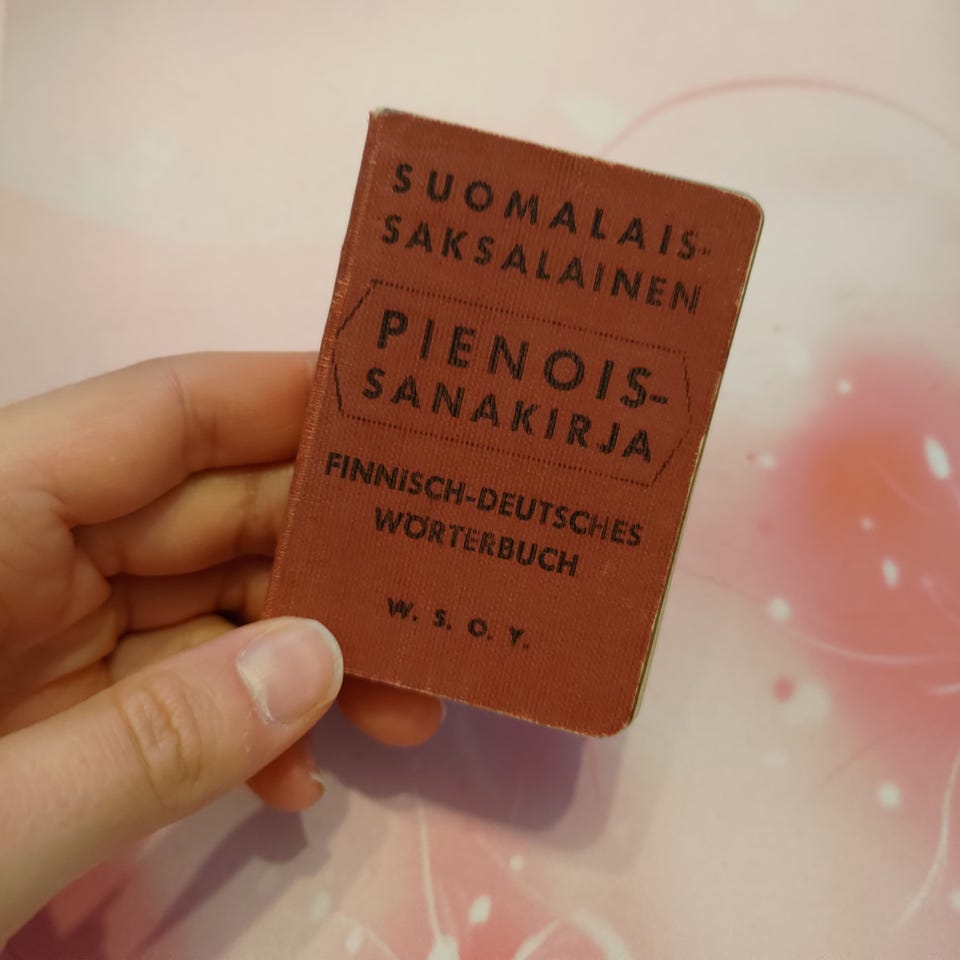 SUOMALAIS-
SAKSALAINEN
PIENOIS-
SANAKIRJA
FINNISCH-DEUTSCHES
WÖRTERBUCH
W. S. O. Y.